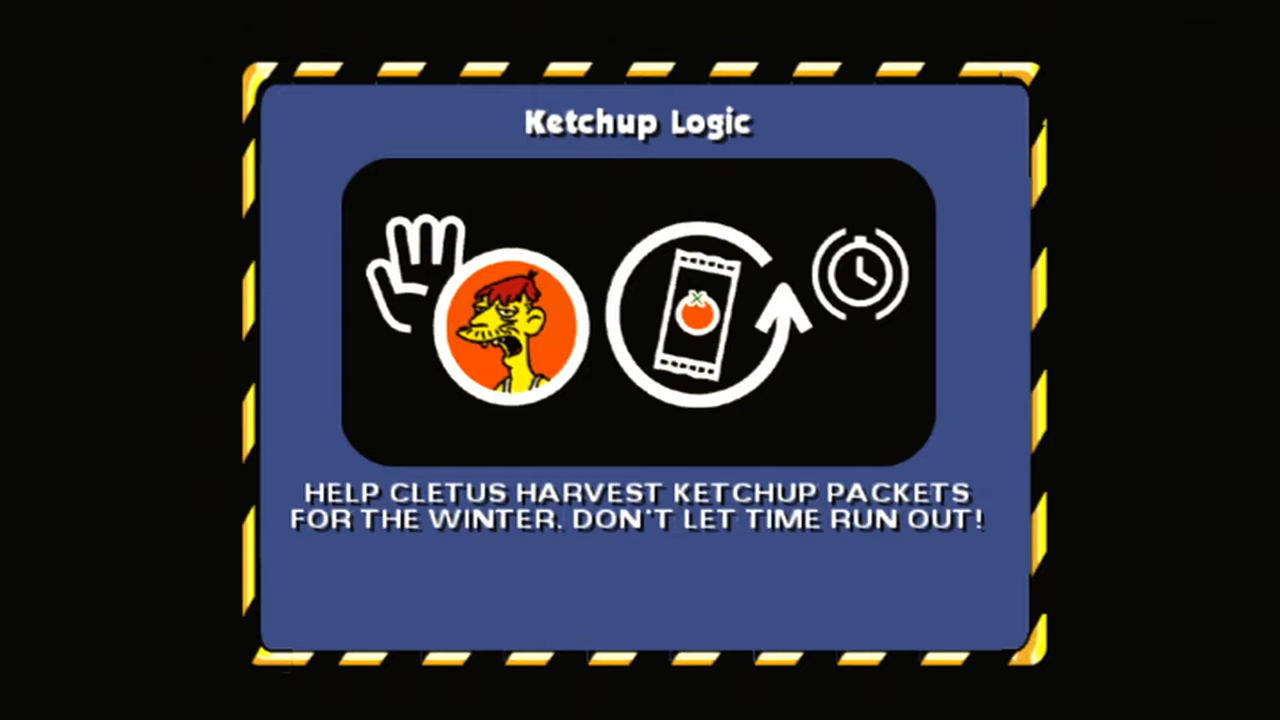 Ketchup Logic
HELP CLETUS HARVEST KETCHUP PACKETS
FOR THE WINTER. DON'T LET TIME RUN OUT!